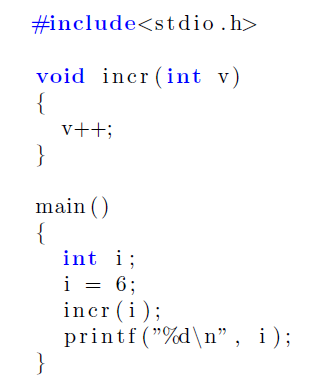 #include<stdio.h>
void incr(int v)
{
v++;
}
main()
{
int i;
i = 6;
incr(i);
printf("%d\n", i);
}